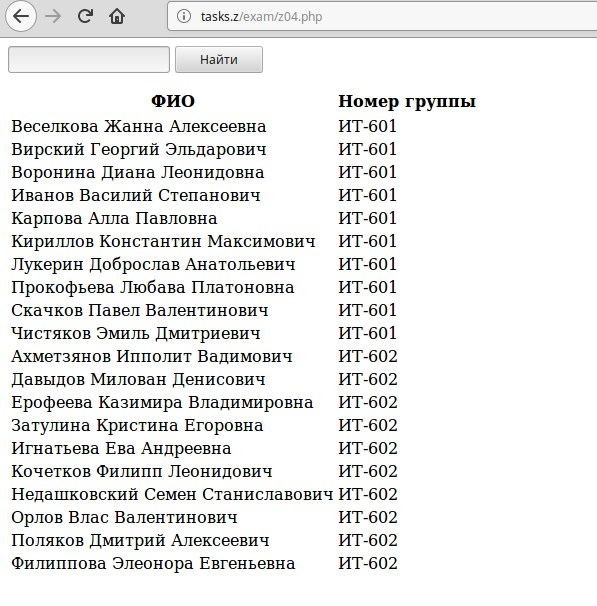 tasks.z/exam/z04.php
Найти
ФИО Номер группы
Веселкова Жанна Алексеевна ИТ-601
Вирский Георгий Эльдарович ИТ-601
Воронина Диана Леонидовна ИТ-601
Иванов Василий Степанович ИТ-601
Карпова Алла Павловна ИТ-601
Кириллов Константин Максимович ИТ-601
Лукерин Доброслав Анатольевич ИТ-601
Прокофьева Любава Платоновна ИТ-601
Скачков Павел Валентинович ИТ-601
Чистяков Эмиль Дмитриевич ИТ-601
Ахметзянов Ипполит Вадимович ИТ-602
Давыдов Милован Денисович ИТ-602
Ерофеева Казимира Владимировна ИТ-602
Затулина Кристина Егоровна ИТ-602
Игнатьева Ева Андреевна ИТ-602
Кочетков Филипп Леонидович ИТ-602
Недашковский Семен Станиславович ИТ-602
Орлов Влас Валентинович ИТ-602
Поляков Дмитрий Алексеевич ИТ-602
Филиппова Элеонора Евгеньевна ИТ-602